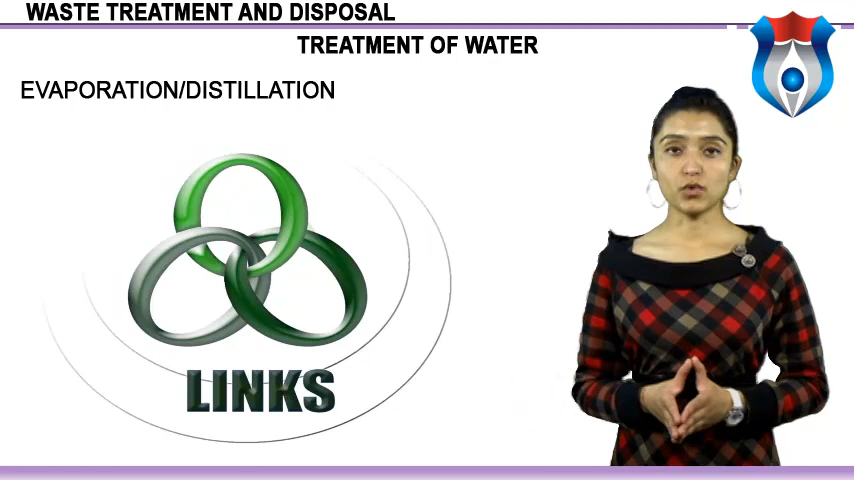 WASTE TREATMENT AND DISPOSAL
TREATMENT OF WATER
EVAPORATION/DISTILLATION
LINKS